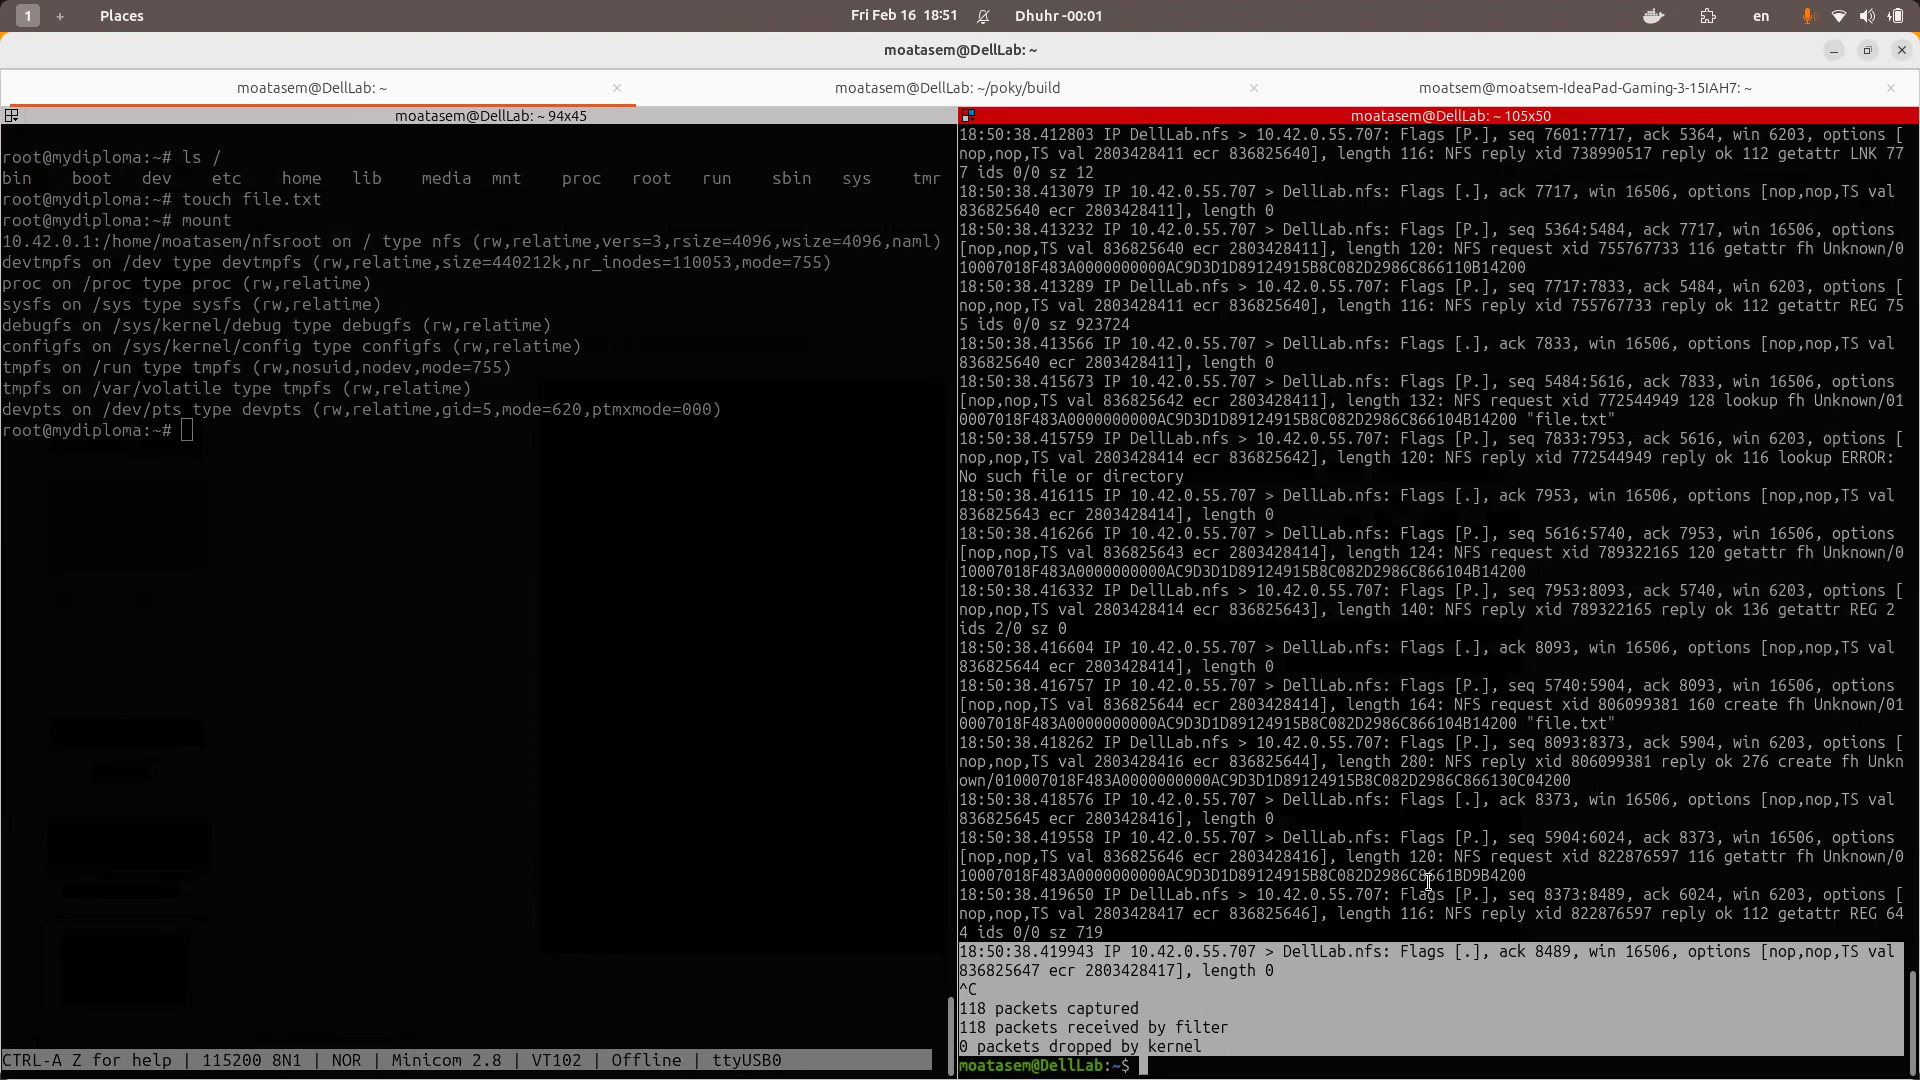 1 + Places Fri Feb 16 18:51 Dhuhr -00:01 en
moatasem@DellLab: ~
moatasem@DellLab: ~ × moatasem@DellLab: ~/poky/build × moatsem@moatsem-IdeaPad-Gaming-3-15IAH7: ~ ×
moatasem@DellLab: ~ 94x45
root@mydiploma:~# ls /
bin boot dev etc home lib media mnt proc root run sbin sys tmr
root@mydiploma:~# touch file.txt
root@mydiploma:~# mount
10.42.0.1:/home/moatasem/nfsroot on / type nfs (rw,relatime,vers=3,rsize=4096,wsize=4096,naml)
devtmpfs on /dev type devtmpfs (rw,relatime,size=440212k,nr_inodes=110053,mode=755)
proc on /proc type proc (rw,relatime)
sysfs on /sys type sysfs (rw,relatime)
debugfs on /sys/kernel/debug type debugfs (rw,relatime)
configfs on /sys/kernel/config type configfs (rw,relatime)
tmpfs on /run type tmpfs (rw,nosuid,nodev,mode=755)
tmpfs on /var/volatile type tmpfs (rw,relatime)
devpts on /dev/pts type devpts (rw,relatime,gid=5,mode=620,ptmxmode=000)
root@mydiploma:~#
CTRL-A Z for help | 115200 8N1 | NOR | Minicom 2.8 | VT102 | Offline | ttyUSB0
moatasem@DellLab: ~ 105x50
18:50:38.412803 IP DellLab.nfs > 10.42.0.55.707: Flags [P.], seq 7601:7717, ack 5364, win 6203, options [
nop,nop,TS val 2803428411 ecr 836825640], length 116: NFS reply xid 738990517 reply ok 112 getattr LNK 77
7 ids 0/0 sz 12
18:50:38.413079 IP 10.42.0.55.707 > DellLab.nfs: Flags [.], ack 7717, win 16506, options [nop,nop,TS val
836825640 ecr 2803428411], length 0
18:50:38.413232 IP 10.42.0.55.707 > DellLab.nfs: Flags [P.], seq 5364:5484, ack 7717, win 16506, options
[nop,nop,TS val 836825640 ecr 2803428411], length 120: NFS request xid 755767733 116 getattr fh Unknown/0
10007018F483A0000000000AC9D3D1D89124915B8C082D2986C866110B14200
18:50:38.413289 IP DellLab.nfs > 10.42.0.55.707: Flags [P.], seq 7717:7833, ack 5484, win 6203, options [
nop,nop,TS val 2803428411 ecr 836825640], length 116: NFS reply xid 755767733 reply ok 112 getattr REG 75
5 ids 0/0 sz 923724
18:50:38.413566 IP 10.42.0.55.707 > DellLab.nfs: Flags [.], ack 7833, win 16506, options [nop,nop,TS val
836825640 ecr 2803428411], length 0
18:50:38.415673 IP 10.42.0.55.707 > DellLab.nfs: Flags [P.], seq 5484:5616, ack 7833, win 16506, options
[nop,nop,TS val 836825642 ecr 2803428411], length 132: NFS request xid 772544949 128 lookup fh Unknown/01
0007018F483A0000000000AC9D3D1D89124915B8C082D2986C866104B14200 "file.txt"
18:50:38.415759 IP DellLab.nfs > 10.42.0.55.707: Flags [P.], seq 7833:7953, ack 5616, win 6203, options [
nop,nop,TS val 2803428414 ecr 836825642], length 120: NFS reply xid 772544949 reply ok 116 lookup ERROR:
No such file or directory
18:50:38.416115 IP 10.42.0.55.707 > DellLab.nfs: Flags [.], ack 7953, win 16506, options [nop,nop,TS val
836825643 ecr 2803428414], length 0
18:50:38.416266 IP 10.42.0.55.707 > DellLab.nfs: Flags [P.], seq 5616:5740, ack 7953, win 16506, options
[nop,nop,TS val 836825643 ecr 2803428414], length 124: NFS request xid 789322165 120 getattr fh Unknown/0
10007018F483A0000000000AC9D3D1D89124915B8C082D2986C866104B14200
18:50:38.416332 IP DellLab.nfs > 10.42.0.55.707: Flags [P.], seq 7953:8093, ack 5740, win 6203, options [
nop,nop,TS val 2803428414 ecr 836825643], length 140: NFS reply xid 789322165 reply ok 136 getattr REG 2
ids 2/0 sz 0
18:50:38.416604 IP 10.42.0.55.707 > DellLab.nfs: Flags [.], ack 8093, win 16506, options [nop,nop,TS val
836825644 ecr 2803428414], length 0
18:50:38.416757 IP 10.42.0.55.707 > DellLab.nfs: Flags [P.], seq 5740:5904, ack 8093, win 16506, options
[nop,nop,TS val 836825644 ecr 2803428414], length 164: NFS request xid 806099381 160 create fh Unknown/01
0007018F483A0000000000AC9D3D1D89124915B8C082D2986C866104B14200 "file.txt"
18:50:38.418262 IP DellLab.nfs > 10.42.0.55.707: Flags [P.], seq 8093:8373, ack 5904, win 6203, options [
nop,nop,TS val 2803428416 ecr 836825644], length 280: NFS reply xid 806099381 reply ok 276 create fh Unkn
own/010007018F483A0000000000AC9D3D1D89124915B8C082D2986C866130C04200
18:50:38.418576 IP 10.42.0.55.707 > DellLab.nfs: Flags [.], ack 8373, win 16506, options [nop,nop,TS val
836825645 ecr 2803428416], length 0
18:50:38.419558 IP 10.42.0.55.707 > DellLab.nfs: Flags [P.], seq 5904:6024, ack 8373, win 16506, options
[nop,nop,TS val 836825646 ecr 2803428416], length 120: NFS request xid 822876597 116 getattr fh Unknown/0
10007018F483A0000000000AC9D3D1D89124915B8C082D2986C8661BD9B4200
18:50:38.419650 IP DellLab.nfs > 10.42.0.55.707: Flags [P.], seq 8373:8489, ack 6024, win 6203, options [
nop,nop,TS val 2803428417 ecr 836825646], length 116: NFS reply xid 822876597 reply ok 112 getattr REG 64
4 ids 0/0 sz 719
18:50:38.419943 IP 10.42.0.55.707 > DellLab.nfs: Flags [.], ack 8489, win 16506, options [nop,nop,TS val
836825647 ecr 2803428417], length 0
^C
118 packets captured
118 packets received by filter
0 packets dropped by kernel
moatasem@DellLab:~$